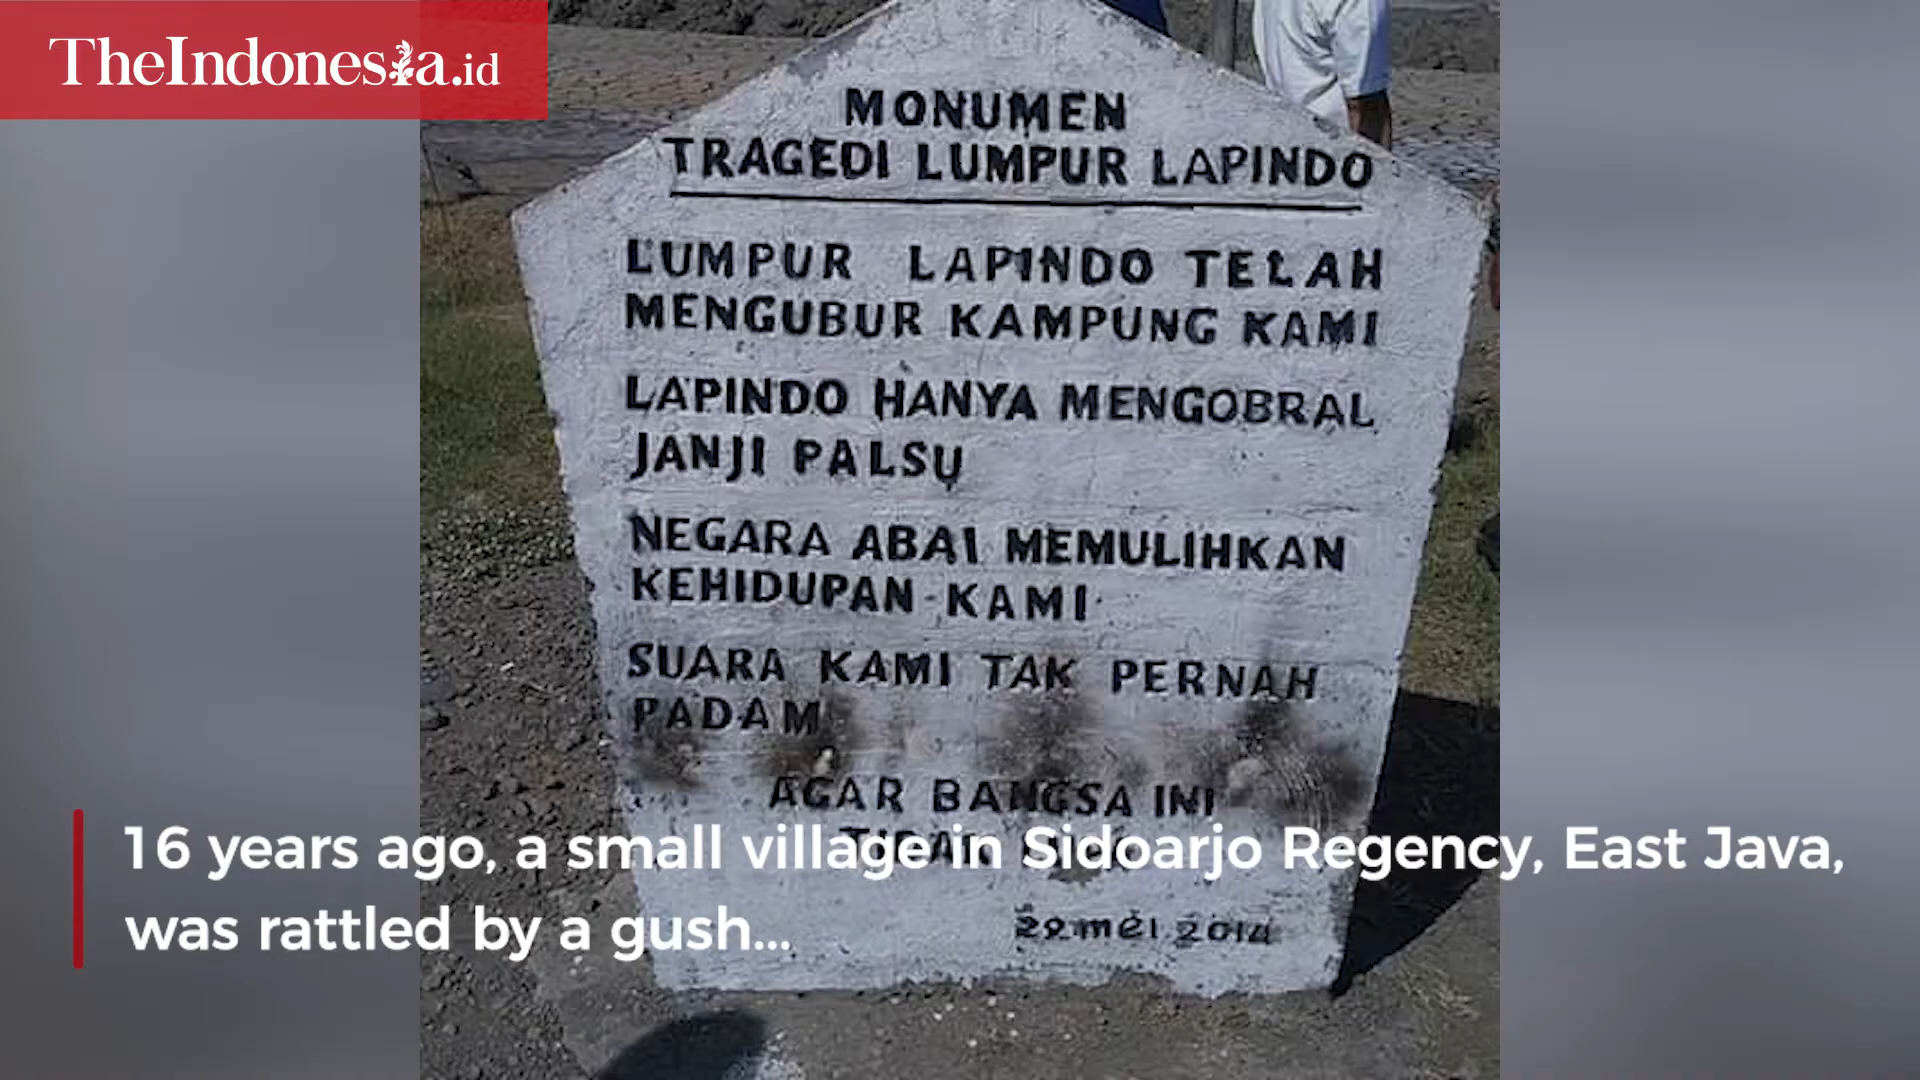 TheIndonesia.id
MONUMEN
TRAGEDI LUMPUR LAPINDO
LUMPUR LAPINDO TELAH
MENGUBUR KAMPUNG KAMI
LAPINDO HANYA MENGOBRAL
JANJI PALSU
NEGARA ABAI MEMULIHKAN
KEHIDUPAN KAMI
SUARA KAMI TAK PERNAH
PADAM
AGAR BANGSA INI
TIDAK
29 MEI 2014
16 years ago, a small village in Sidoarjo Regency, East Java,
was rattled by a gush...